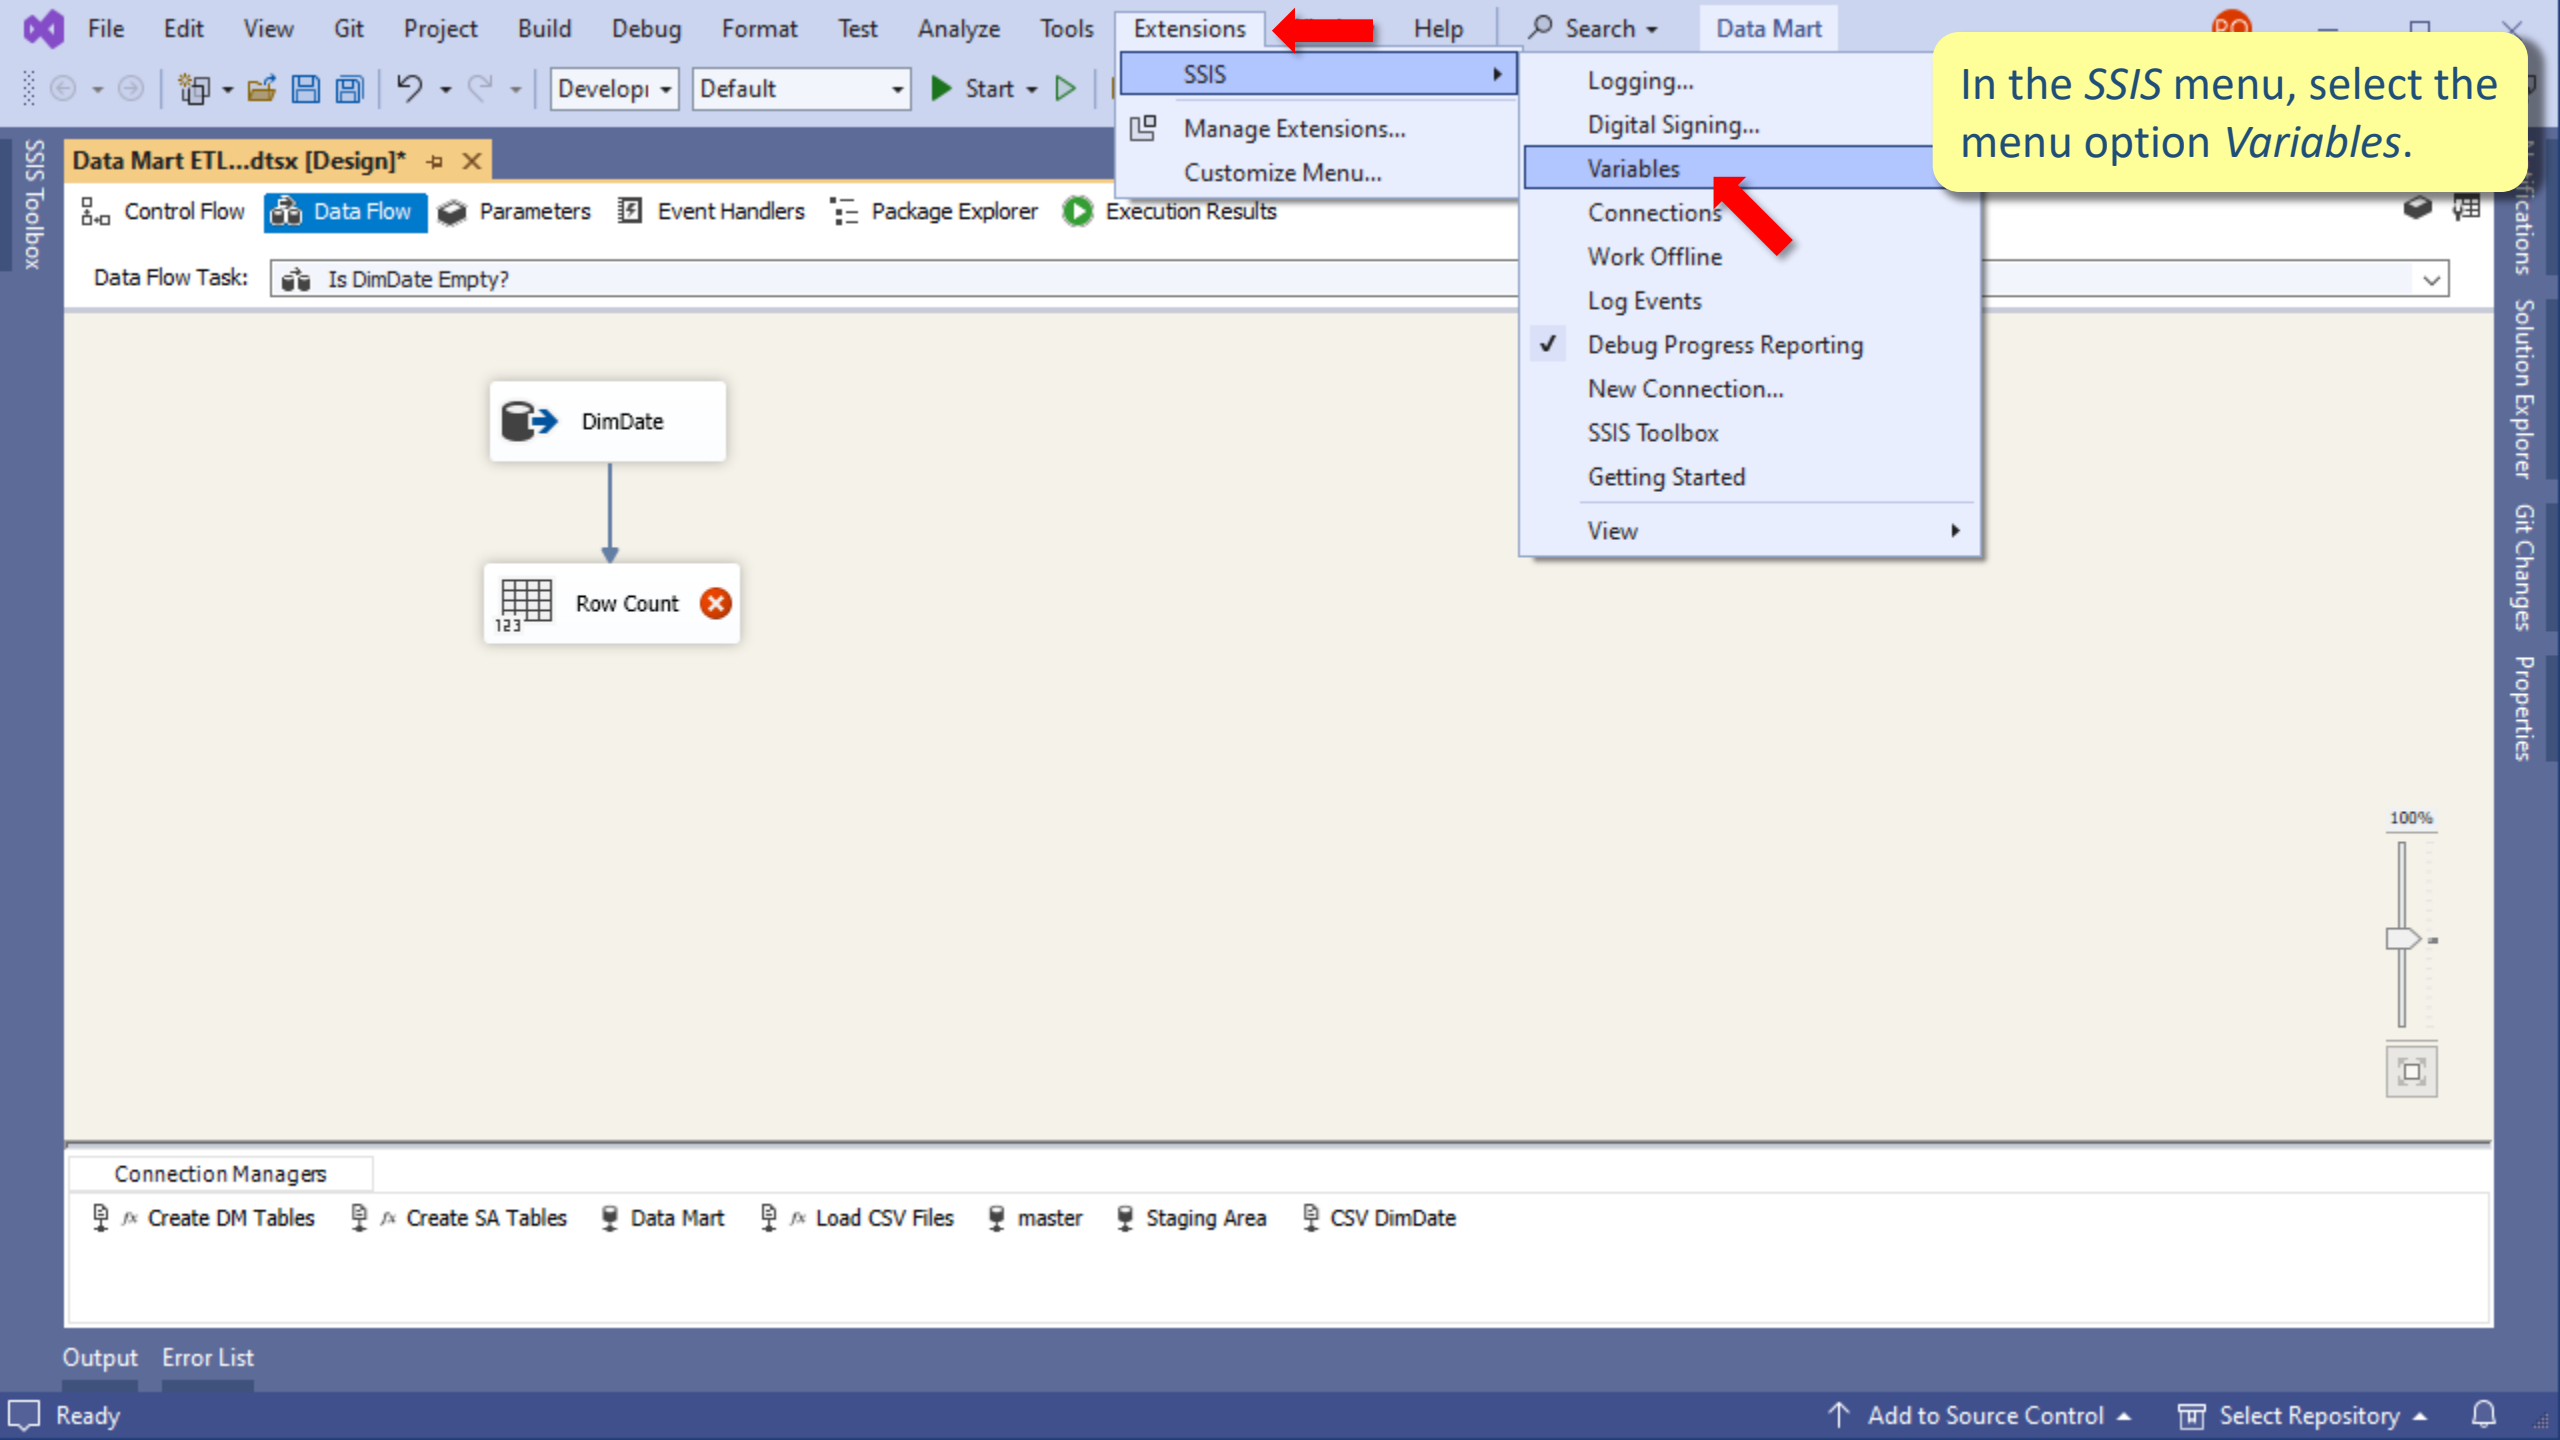 File Edit View Git Project Build Debug Format Test Analyze Tools Extensions Help Search Data Mart
Default Start
SSIS
Manage Extensions...
Customize Menu...
Logging...
Digital Signing...
Variables
Connections
Work Offline
Log Events
Debug Progress Reporting
New Connection...
SSIS Toolbox
Getting Started
View
In the SSIS menu, select the
menu option Variables.
SSIS Toolbox
Data Mart ETL...dtsx [Design]*
Control Flow Data Flow Parameters Event Handlers Package Explorer Execution Results
Data Flow Task: Is DimDate Empty?
DimDate
Row Count
123
Solution Explorer
Git Changes
Properties
100%
Connection Managers
fx Create DM Tables fx Create SA Tables Data Mart fx Load CSV Files master Staging Area CSV DimDate
Output Error List
Ready Add to Source Control Select Repository